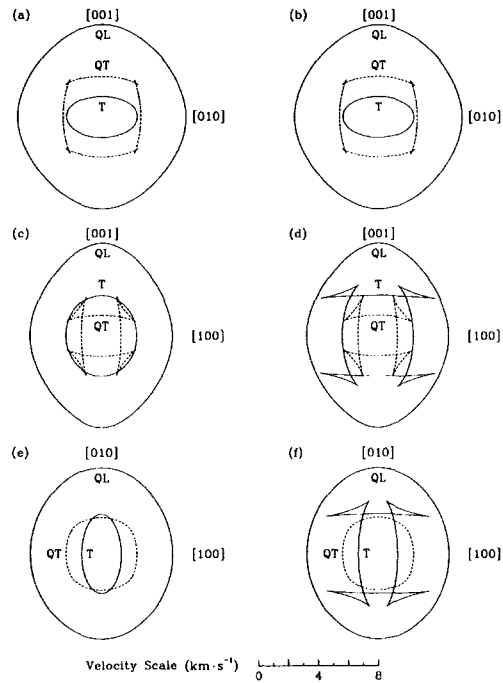 (a) [001] (b) [001]
QL QL
QT QT
T T
[010] [010]
(c) [001] (d) [001]
QL QL
T T
QT QT
[100] [100]
(e) [010] (f) [010]
QL QL
QT T [100] QT T [100]
Velocity Scale (km·s⁻¹) 0 4 8